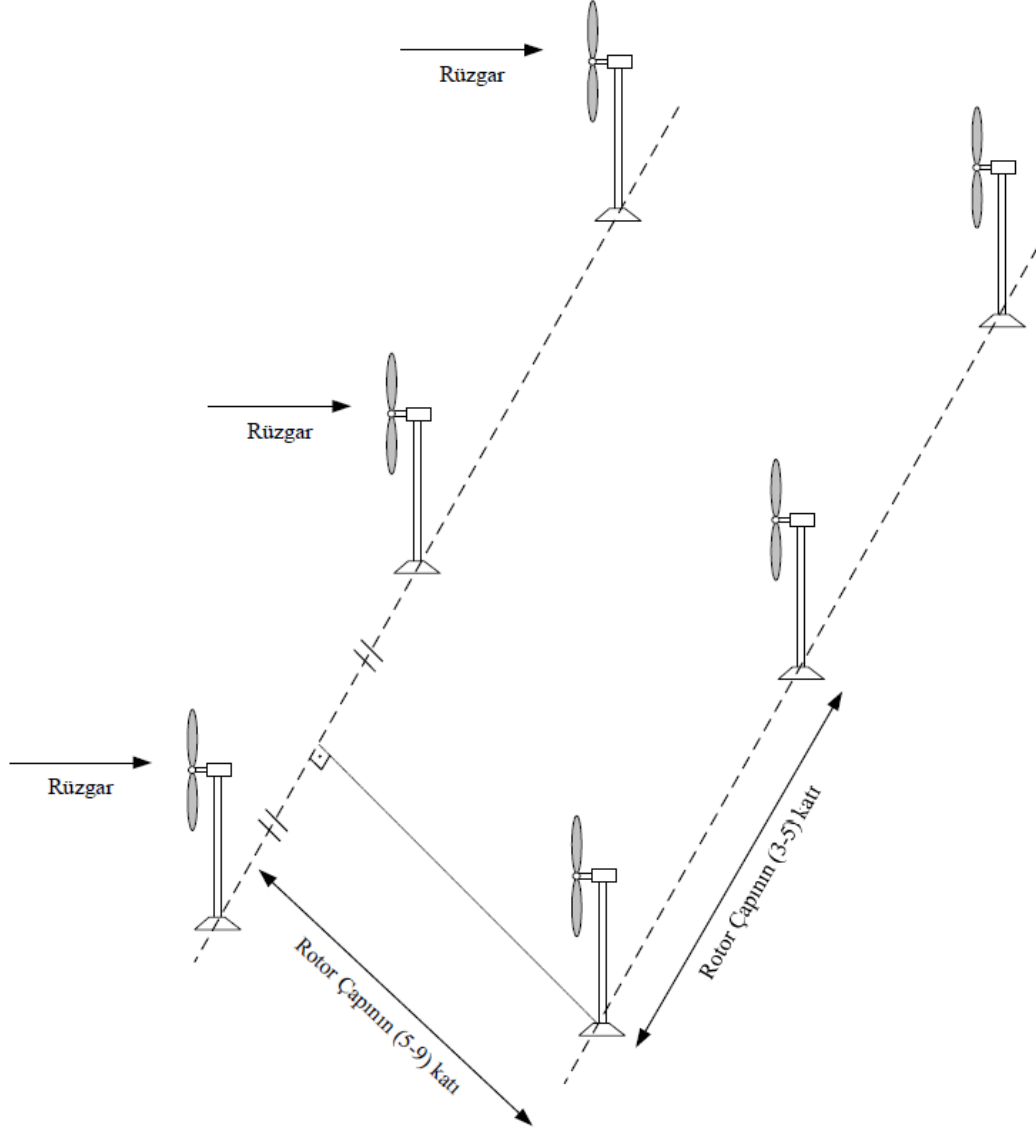 Rüzgar
Rüzgar
Rüzgar
Rotor Çapının (3-5) katı
Rotor Çapının (5-9) katı